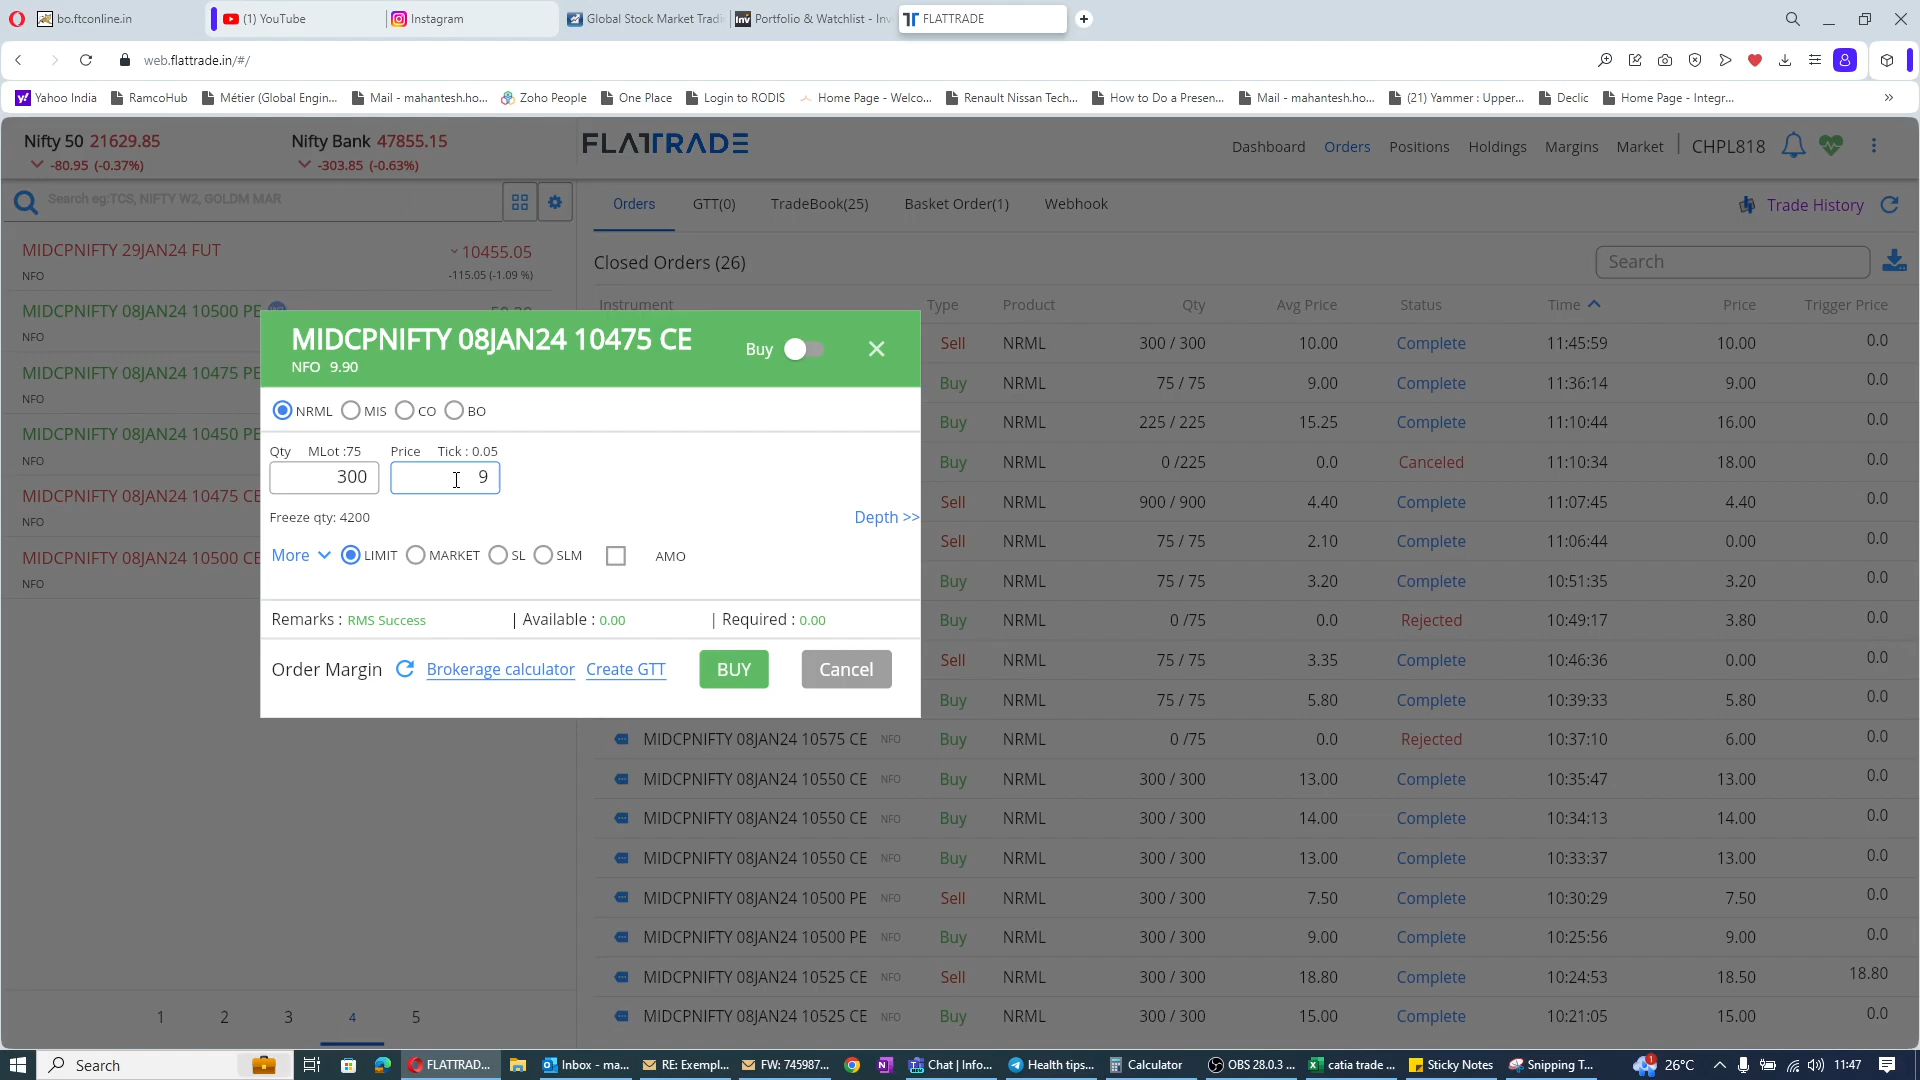 bo.ftconline.in
(1) YouTube
Instagram
Global Stock Market Tradi
Portfolio & Watchlist - Inv
FLATTRADE
web.flattrade.in/#/
Yahoo India
RamcoHub
Métier (Global Engin...
Mail - mahantesh.ho...
Zoho People
One Place
Login to RODIS
Home Page - Welco...
Renault Nissan Tech...
How to Do a Presen...
Mail - mahantesh.ho...
(21) Yammer : Upper...
Declic
Home Page - Integr...
Nifty 50 21629.85
-80.95 (-0.37%)
Nifty Bank 47855.15
-303.85 (-0.63%)
FLATTRADE
Dashboard Orders Positions Holdings Margins Market CHPL818
Search eg:TCS, NIFTY W2, GOLDM MAR
Orders GTT(0) TradeBook(25) Basket Order(1) Webhook
Trade History
MIDCPNIFTY 29JAN24 FUT 10455.05
NFO -115.05 (-1.09 %)
MIDCPNIFTY 08JAN24 10500 PE
NFO
MIDCPNIFTY 08JAN24 10475 PE
NFO
MIDCPNIFTY 08JAN24 10450 PE
NFO
MIDCPNIFTY 08JAN24 10475 CE
NFO
MIDCPNIFTY 08JAN24 10500 CE
NFO
1 2 3 4 5
MIDCPNIFTY 08JAN24 10475 CE
NFO 9.90
Buy
NRML MIS CO BO
Qty MLot :75 Price Tick : 0.05
300 9
Freeze qty: 4200
Depth >>
More LIMIT MARKET SL SLM AMO
Remarks : RMS Success | Available : 0.00 | Required : 0.00
Order Margin Brokerage calculator Create GTT BUY Cancel
Closed Orders (26)
Search
Instrument Type Product Qty Avg Price Status Time Price Trigger Price
Sell NRML 300 / 300 10.00 Complete 11:45:59 10.00 0.0
Buy NRML 75 / 75 9.00 Complete 11:36:14 9.00 0.0
Buy NRML 225 / 225 15.25 Complete 11:10:44 16.00 0.0
Buy NRML 0 /225 0.0 Canceled 11:10:34 18.00 0.0
Sell NRML 900 / 900 4.40 Complete 11:07:45 4.40 0.0
Sell NRML 75 / 75 2.10 Complete 11:06:44 0.00 0.0
Buy NRML 75 / 75 3.20 Complete 10:51:35 3.20 0.0
Buy NRML 0 /75 0.0 Rejected 10:49:17 3.80 0.0
Sell NRML 75 / 75 3.35 Complete 10:46:36 0.00 0.0
Buy NRML 75 / 75 5.80 Complete 10:39:33 5.80 0.0
MIDCPNIFTY 08JAN24 10575 CE NFO Buy NRML 0 /75 0.0 Rejected 10:37:10 6.00 0.0
MIDCPNIFTY 08JAN24 10550 CE NFO Buy NRML 300 / 300 13.00 Complete 10:35:47 13.00 0.0
MIDCPNIFTY 08JAN24 10550 CE NFO Buy NRML 300 / 300 14.00 Complete 10:34:13 14.00 0.0
MIDCPNIFTY 08JAN24 10550 CE NFO Buy NRML 300 / 300 13.00 Complete 10:33:37 13.00 0.0
MIDCPNIFTY 08JAN24 10500 PE NFO Sell NRML 300 / 300 7.50 Complete 10:30:29 7.50 0.0
MIDCPNIFTY 08JAN24 10500 PE NFO Buy NRML 300 / 300 9.00 Complete 10:25:56 9.00 0.0
MIDCPNIFTY 08JAN24 10525 CE NFO Sell NRML 300 / 300 18.80 Complete 10:24:53 18.50 18.80
MIDCPNIFTY 08JAN24 10525 CE NFO Buy NRML 300 / 300 15.00 Complete 10:21:05 15.00 0.0
Search
FLATTRAD...
Inbox - ma...
RE: Exempl...
FW: 745987...
Chat | Info...
Health tips...
Calculator
OBS 28.0.3 ...
catia trade ...
Sticky Notes
Snipping T...
1
26°C
11:47